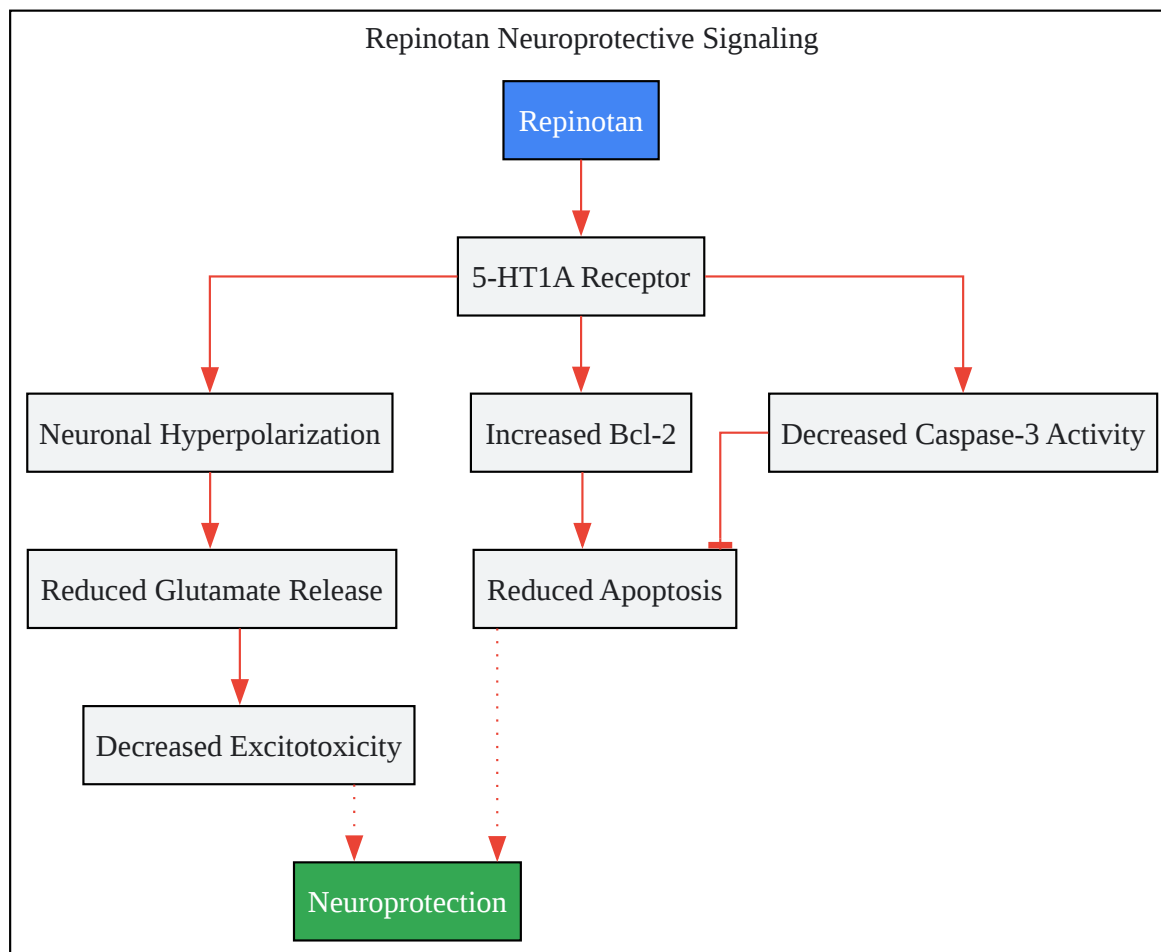 Repinotan Neuroprotective Signaling
Repinotan
5-HT1A Receptor
Neuronal Hyperpolarization
Increased Bcl-2
Decreased Caspase-3 Activity
Reduced Glutamate Release
Reduced Apoptosis
Decreased Excitotoxicity
Neuroprotection